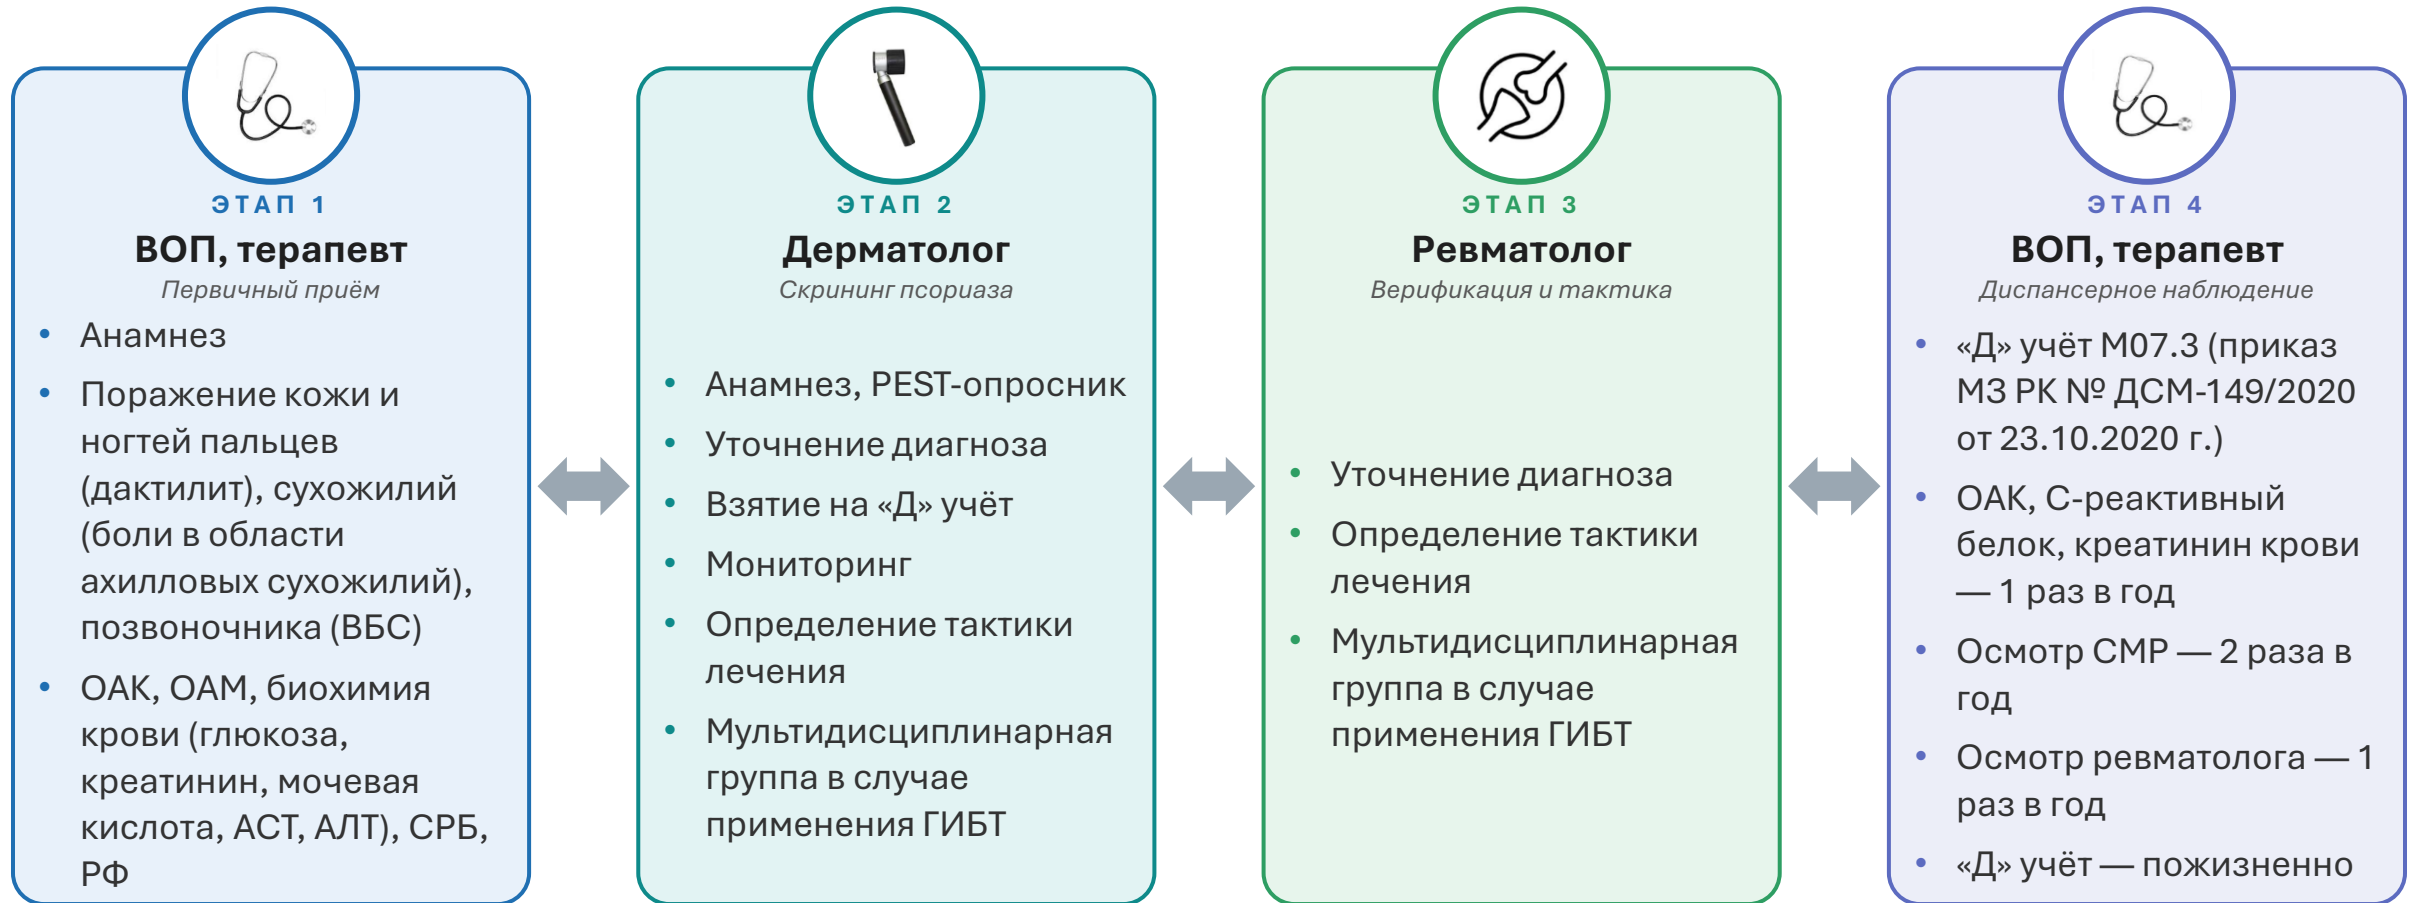 ЭТАП 1
ВОП, терапевт
Первичный приём
• Анамнез
• Поражение кожи и
ногтей пальцев
(дактилит), сухожилий
(боли в области
ахилловых сухожилий),
позвоночника (ВБС)
• ОАК, ОАМ, биохимия
крови (глюкоза,
креатинин, мочевая
кислота, АСТ, АЛТ), СРБ,
РФ
ЭТАП 2
Дерматолог
Скрининг псориаза
• Анамнез, PEST-опросник
• Уточнение диагноза
• Взятие на «Д» учёт
• Мониторинг
• Определение тактики
лечения
• Мультидисциплинарная
группа в случае
применения ГИБТ
ЭТАП 3
Ревматолог
Верификация и тактика
• Уточнение диагноза
• Определение тактики
лечения
• Мультидисциплинарная
группа в случае
применения ГИБТ
ЭТАП 4
ВОП, терапевт
Диспансерное наблюдение
• «Д» учёт М07.3 (приказ
МЗ РК № ДСМ-149/2020
от 23.10.2020 г.)
• ОАК, С-реактивный
белок, креатинин крови
— 1 раз в год
• Осмотр СМР — 2 раза в
год
• Осмотр ревматолога — 1
раз в год
• «Д» учёт — пожизненно